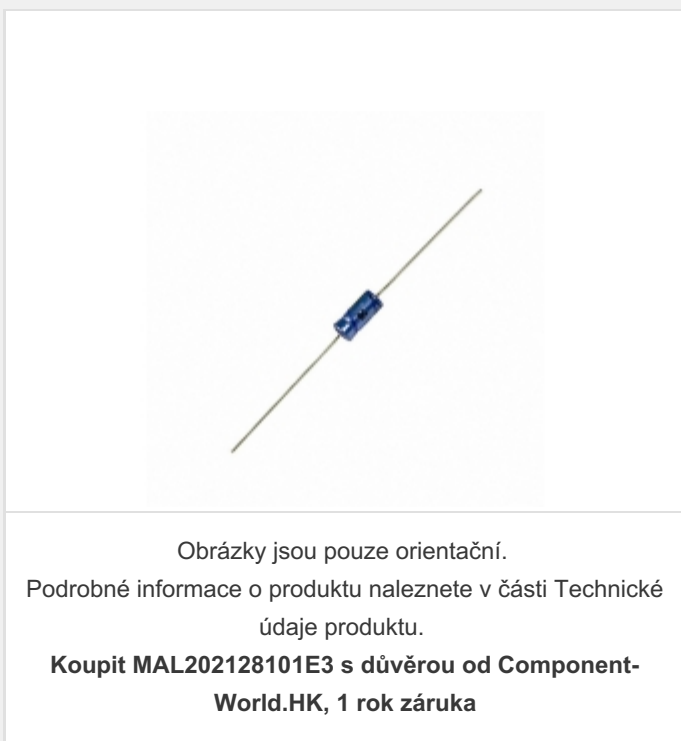 Obrázky jsou pouze orientační.
Podrobné informace o produktu naleznete v části Technické
údaje produktu.
Koupit MAL202128101E3 s důvěrou od Component-
World.HK, 1 rok záruka